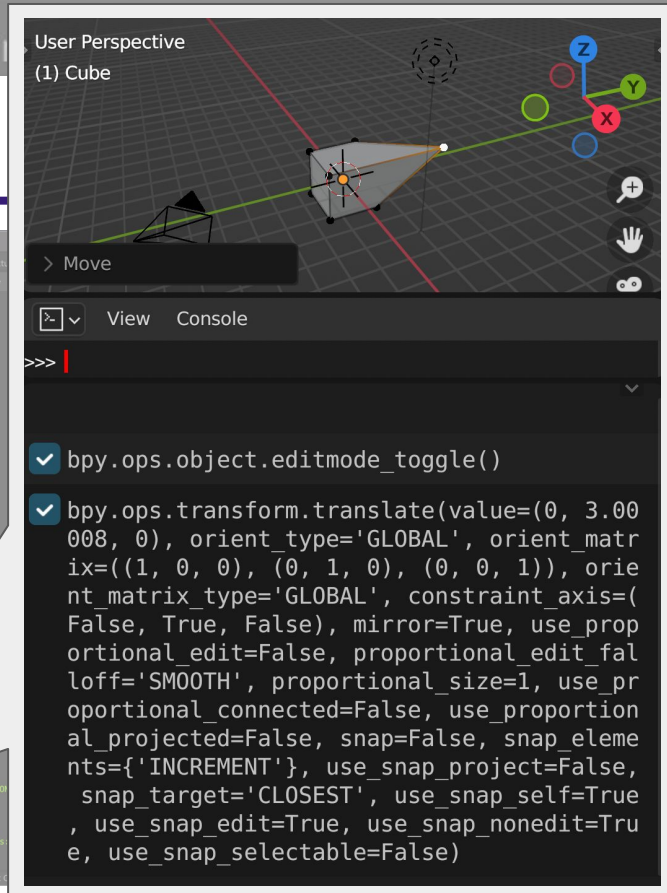 User Perspective
(1) Cube
Z
Y
X
> Move
View Console
>>>
bpy.ops.object.editmode_toggle()
bpy.ops.transform.translate(value=(0, 3.00
008, 0), orient_type='GLOBAL', orient_matr
ix=((1, 0, 0), (0, 1, 0), (0, 0, 1)), orie
nt_matrix_type='GLOBAL', constraint_axis=(
False, True, False), mirror=True, use_prop
ortional_edit=False, proportional_edit_fal
loff='SMOOTH', proportional_size=1, use_pr
oportional_connected=False, use_proportion
al_projected=False, snap=False, snap_eleme
nts={'INCREMENT'}, use_snap_project=False,
snap_target='CLOSEST', use_snap_self=True
, use_snap_edit=True, use_snap_nonedit=Tru
e, use_snap_selectable=False)